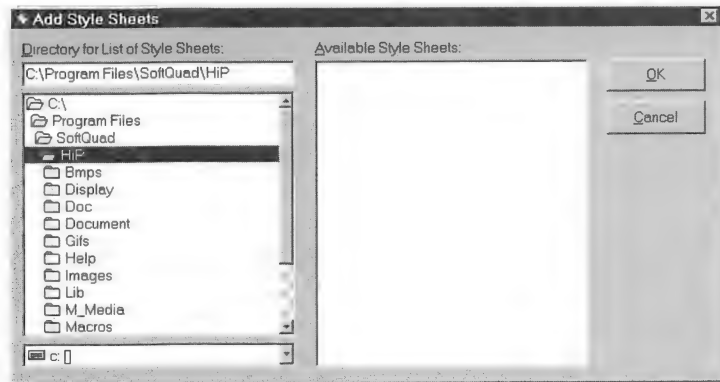 Add Style Sheets
Directory for List of Style Sheets:
C:\Program Files\SoftQuad\HiP
C:\
Program Files
SoftQuad
HiP
Bmps
Display
Doc
Document
Gifs
Help
Images
Lib
M_Media
Macros
c: []
Available Style Sheets:
OK
Cancel